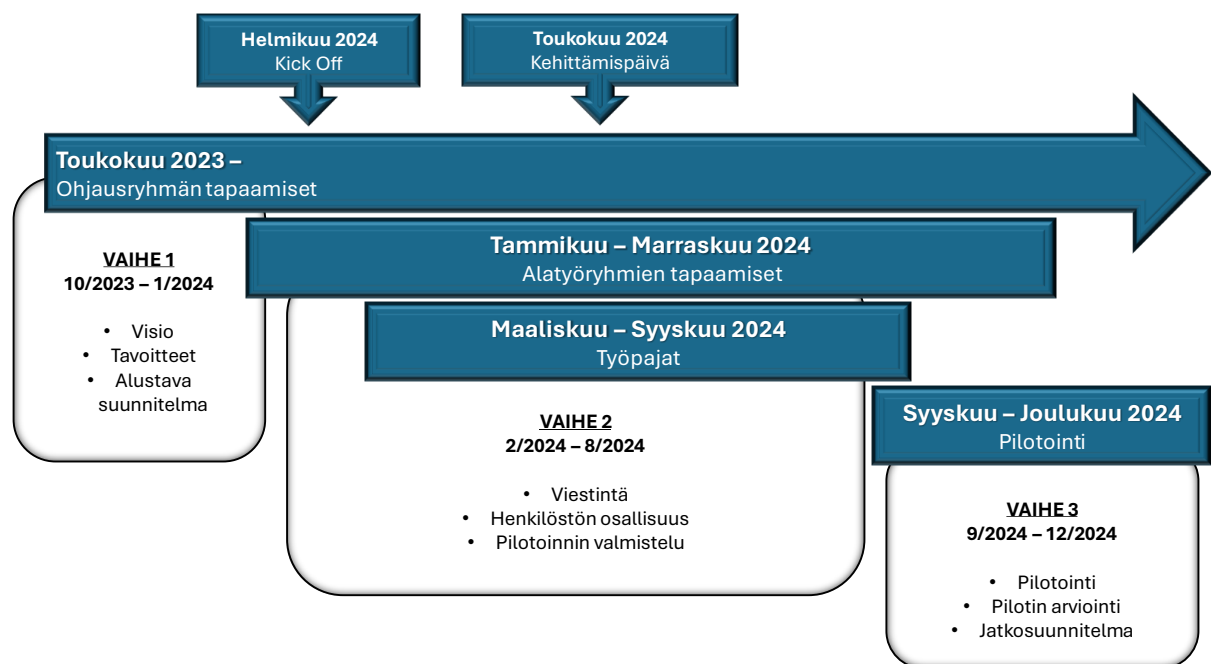 Helmikuu 2024
Kick Off
Toukokuu 2024
Kehittämispäivä
Toukokuu 2023 –
Ohjausryhmän tapaamiset
Tammikuu – Marraskuu 2024
Alatyöryhmien tapaamiset
Maaliskuu – Syyskuu 2024
Työpajat
Syyskuu – Joulukuu 2024
Pilotointi
VAIHE 1
10/2023 – 1/2024
• Visio
• Tavoitteet
• Alustava
suunnitelma
VAIHE 2
2/2024 – 8/2024
• Viestintä
• Henkilöstön osallisuus
• Pilotoinnin valmistelu
VAIHE 3
9/2024 – 12/2024
• Pilotointi
• Pilotin arviointi
• Jatkosuunnitelma